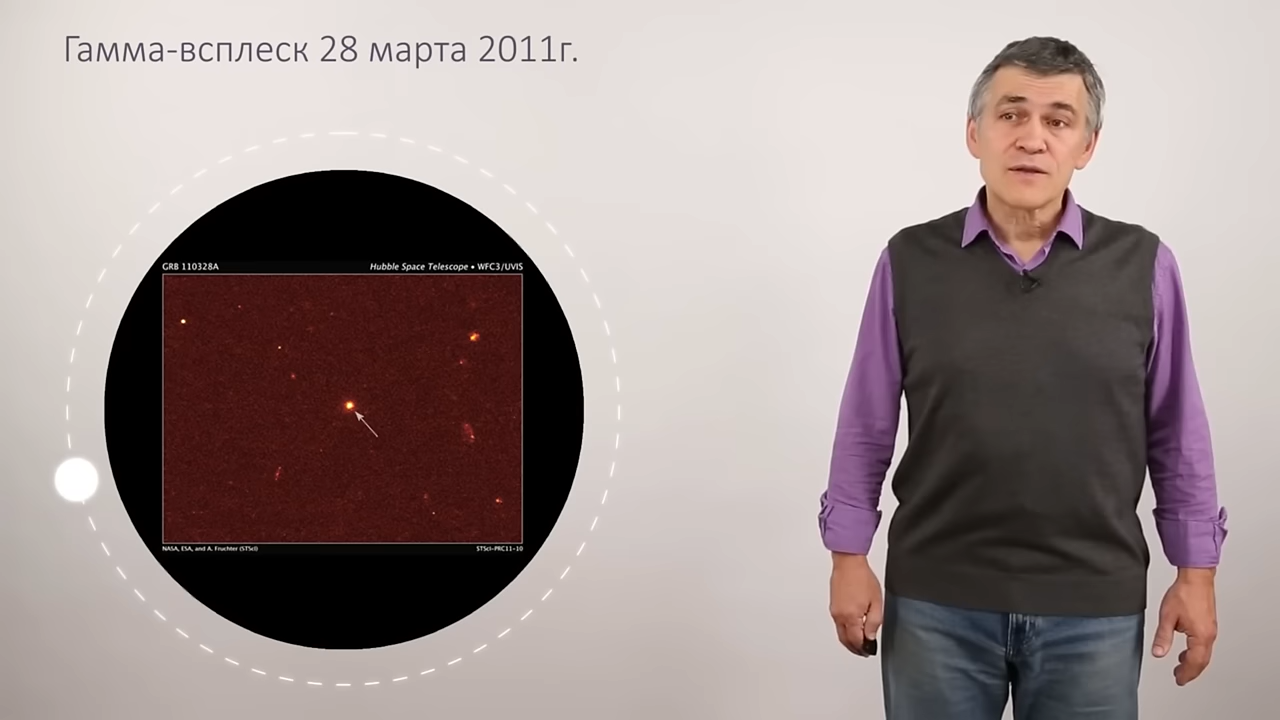 Гамма-всплеск 28 марта 2011г.
GRB 110328A
Hubble Space Telescope • WFC3/UVIS
NASA, ESA, and A. Fruchter (STScI)
STScI-PRC11-10